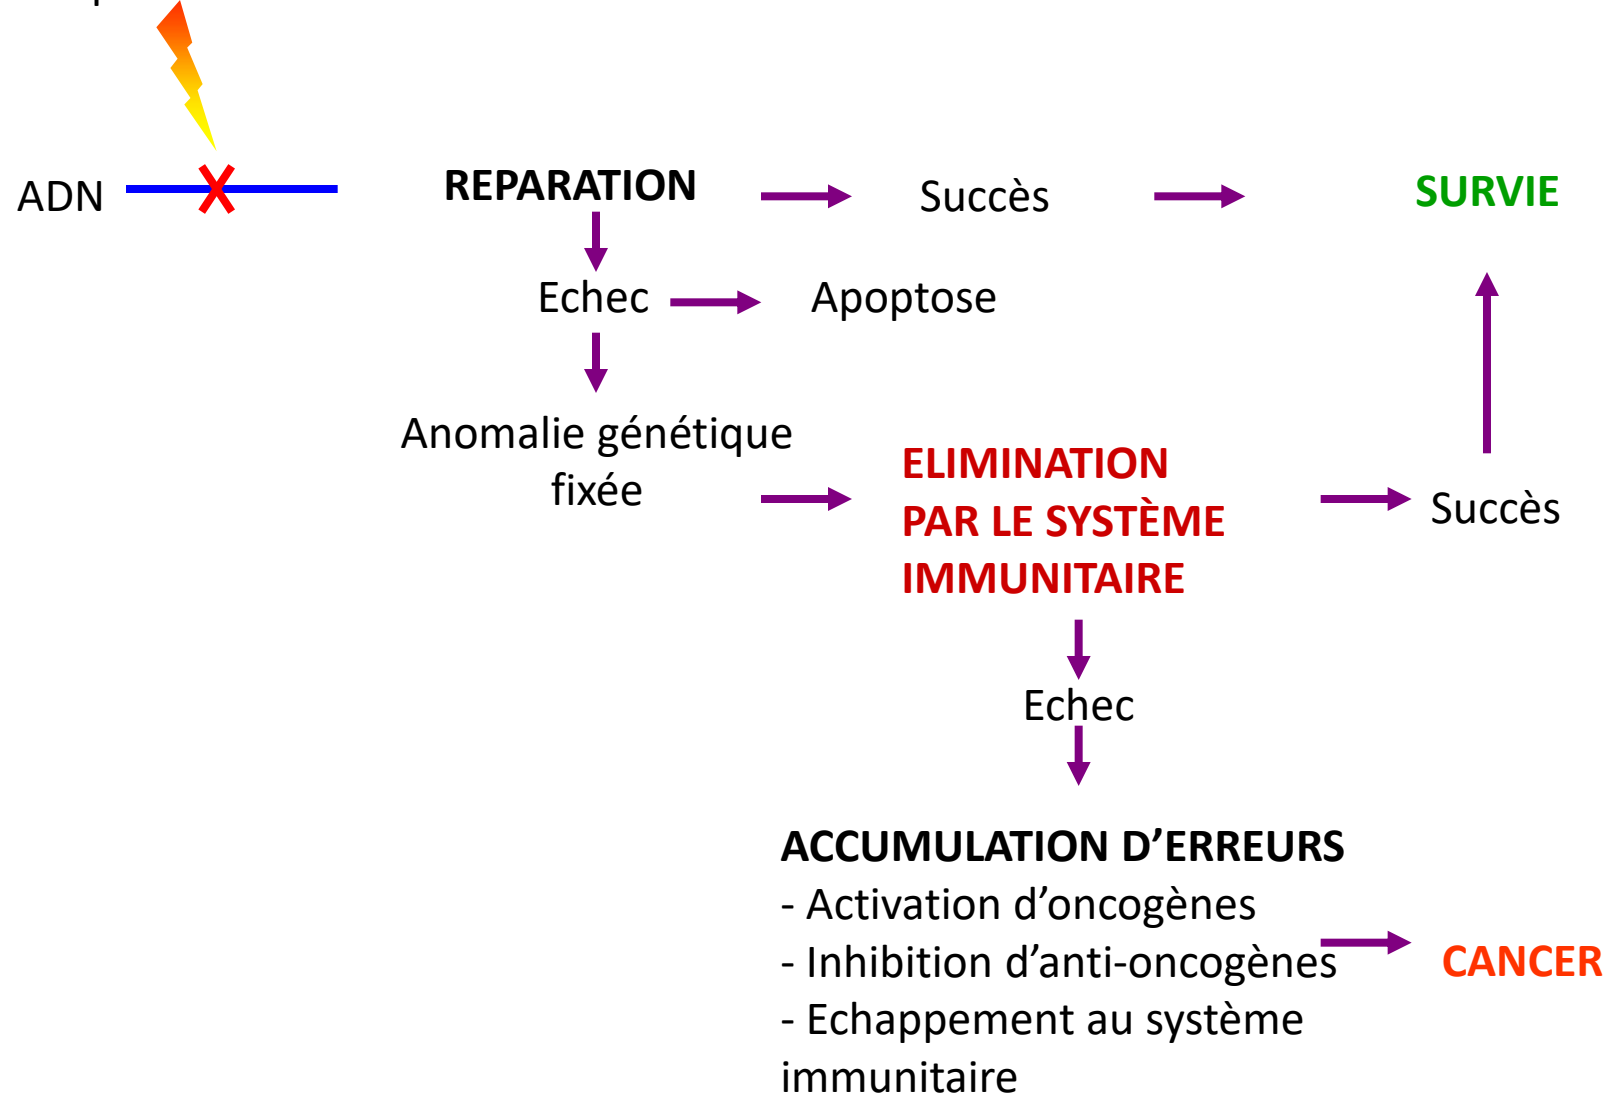 ADN
REPARATION
Succès
SURVIE
Echec
Apoptose
Anomalie génétique
fixée
ELIMINATION
PAR LE SYSTÈME
IMMUNITAIRE
Succès
Echec
ACCUMULATION D’ERREURS
- Activation d’oncogènes
- Inhibition d’anti-oncogènes
- Echappement au système
immunitaire
CANCER